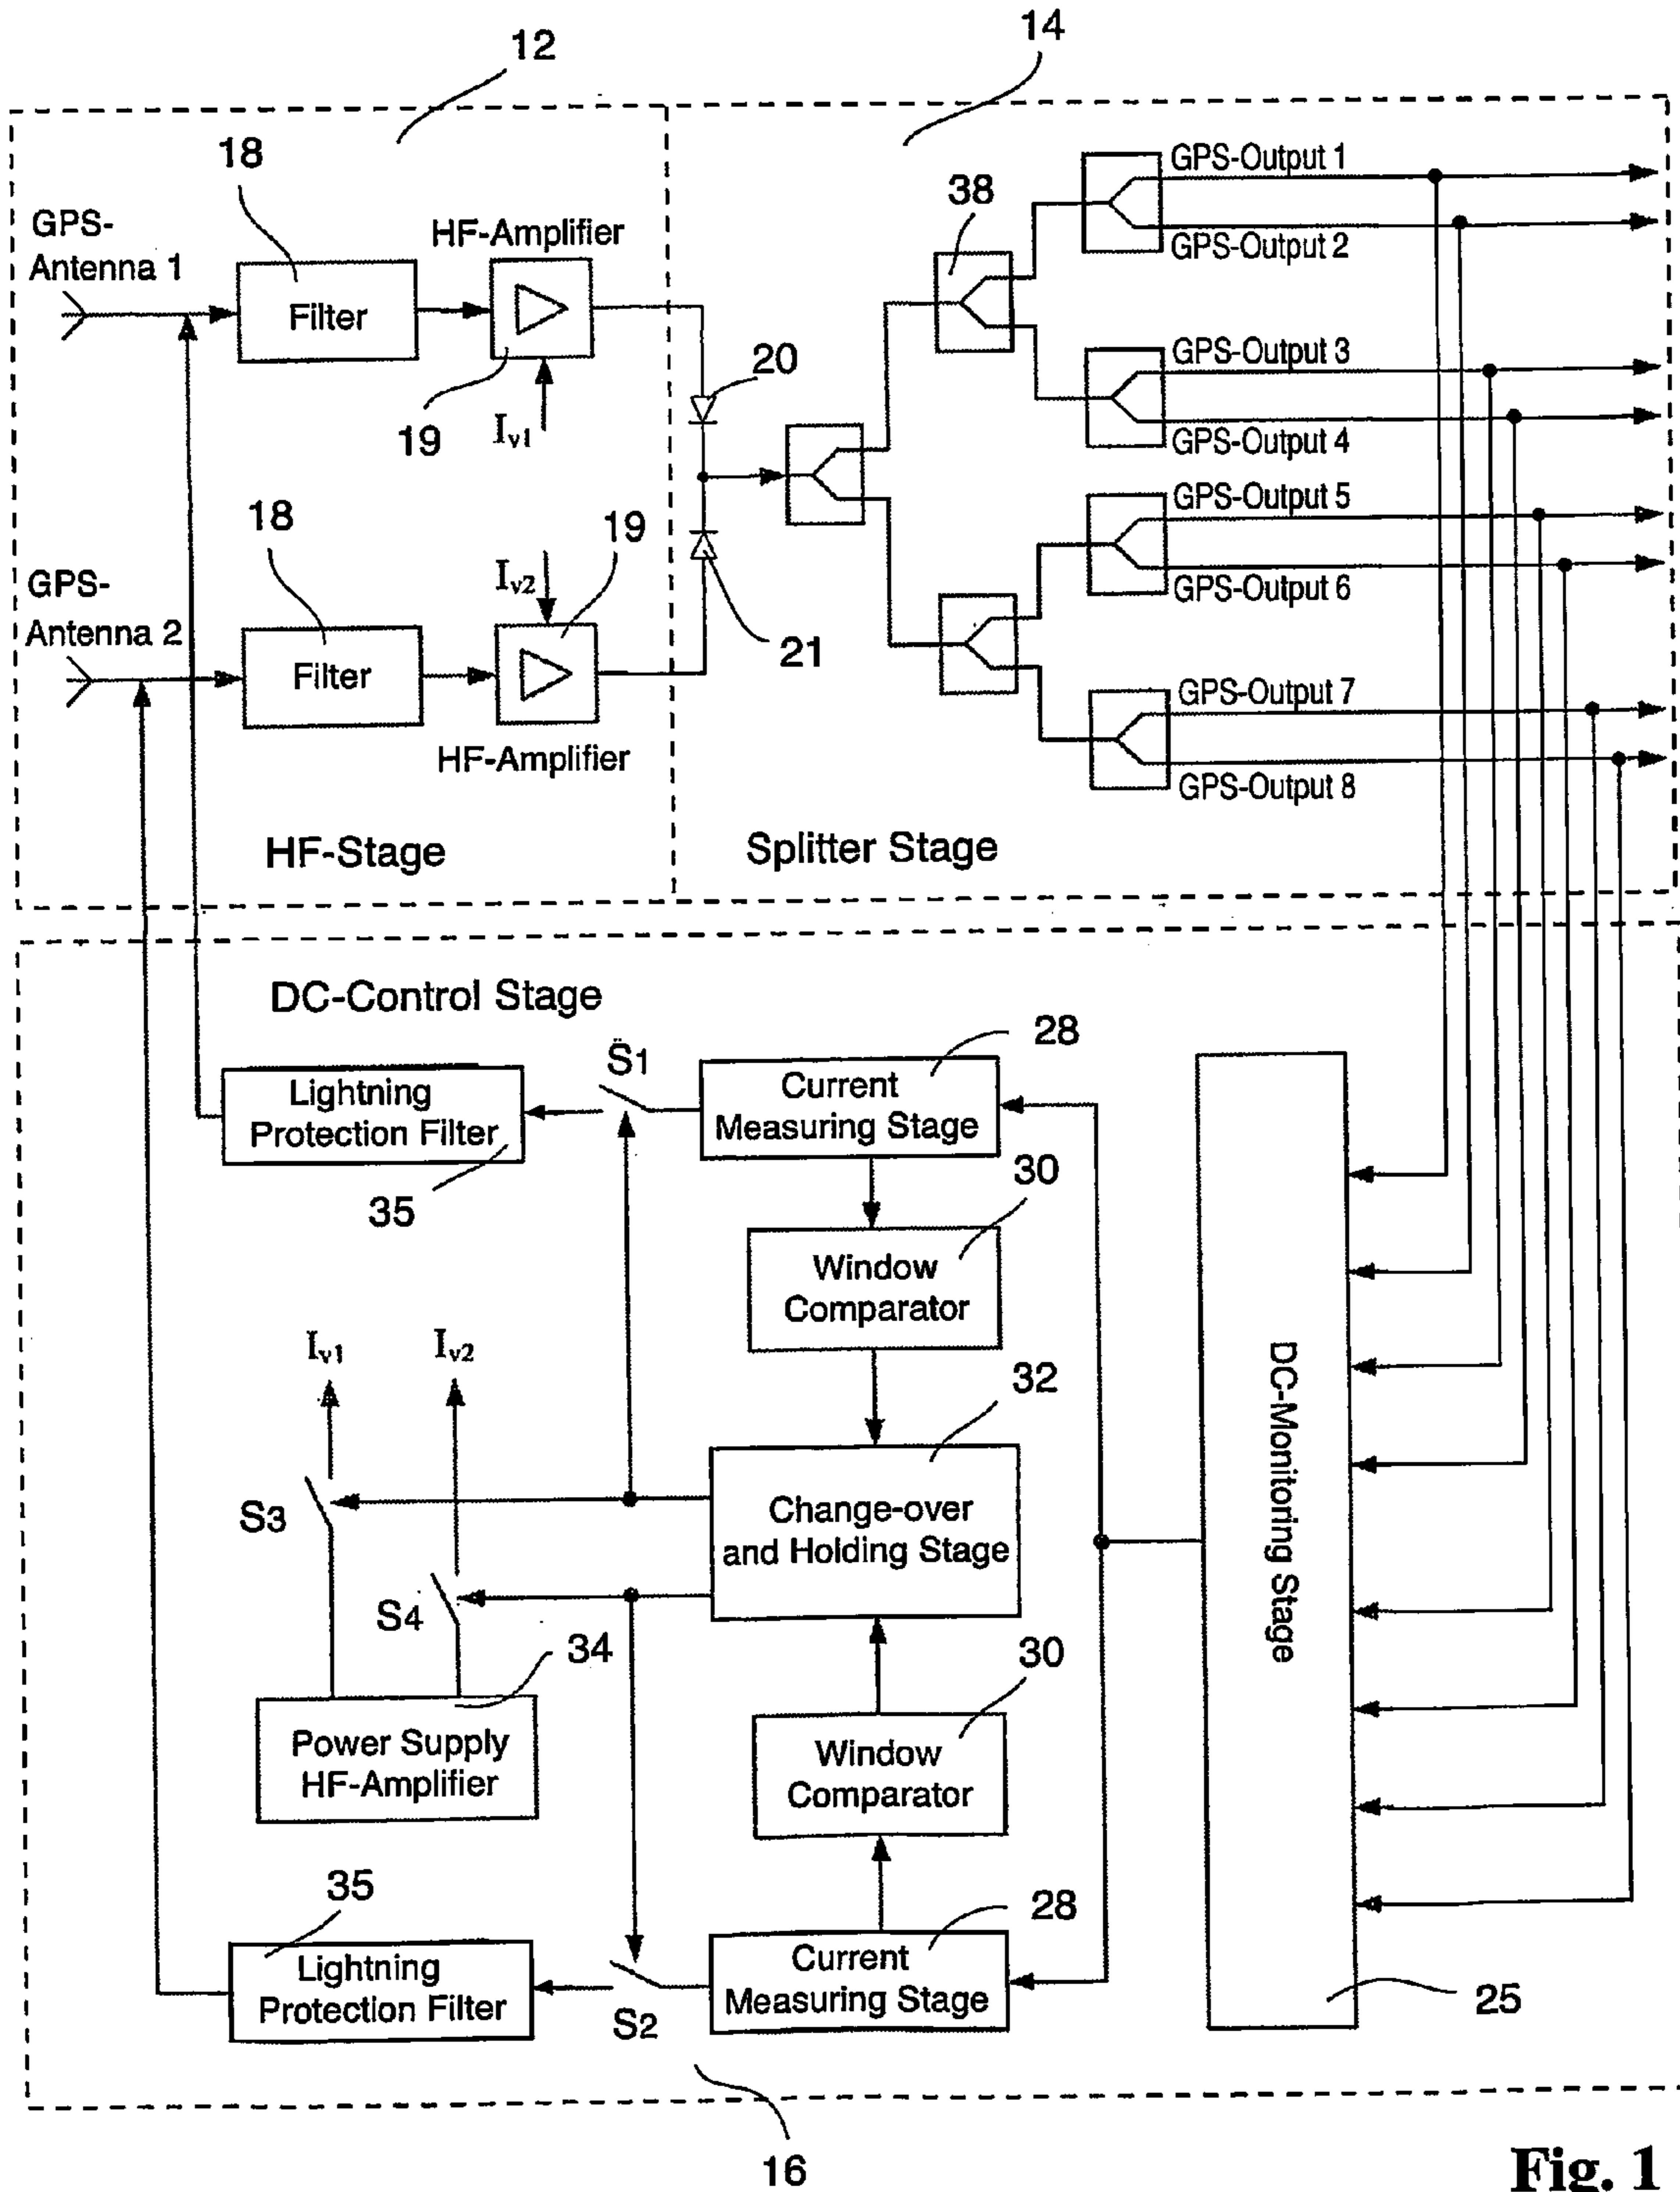 12
14
18
GPS-
Antenna 1
Filter
HF-Amplifier
19
Iv1
20
38
GPS-Output 1
GPS-Output 2
GPS-Output 3
GPS-Output 4
GPS-Output 5
GPS-Output 6
GPS-Output 7
GPS-Output 8
18
GPS-
Antenna 2
Filter
Iv2
19
HF-Amplifier
21
HF-Stage
Splitter Stage
DC-Control Stage
Lightning
Protection Filter
35
S̈1
Current
Measuring Stage
28
30
Window
Comparator
32
Change-over
and Holding Stage
Iv1
Iv2
S3
S4
34
Power Supply
HF-Amplifier
30
Window
Comparator
35
Lightning
Protection Filter
S2
28
Current
Measuring Stage
DC-Monitoring Stage
25
16
Fig. 1